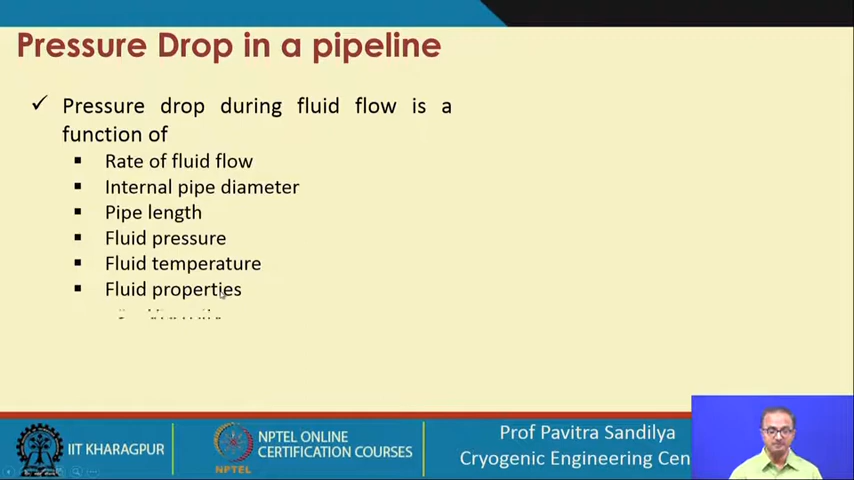 Pressure Drop in a pipeline
✓ Pressure drop during fluid flow is a
function of
▪ Rate of fluid flow
▪ Internal pipe diameter
▪ Pipe length
▪ Fluid pressure
▪ Fluid temperature
▪ Fluid properties
IIT KHARAGPUR
NPTEL
NPTEL ONLINE
CERTIFICATION COURSES
Prof Pavitra Sandilya
Cryogenic Engineering Cen